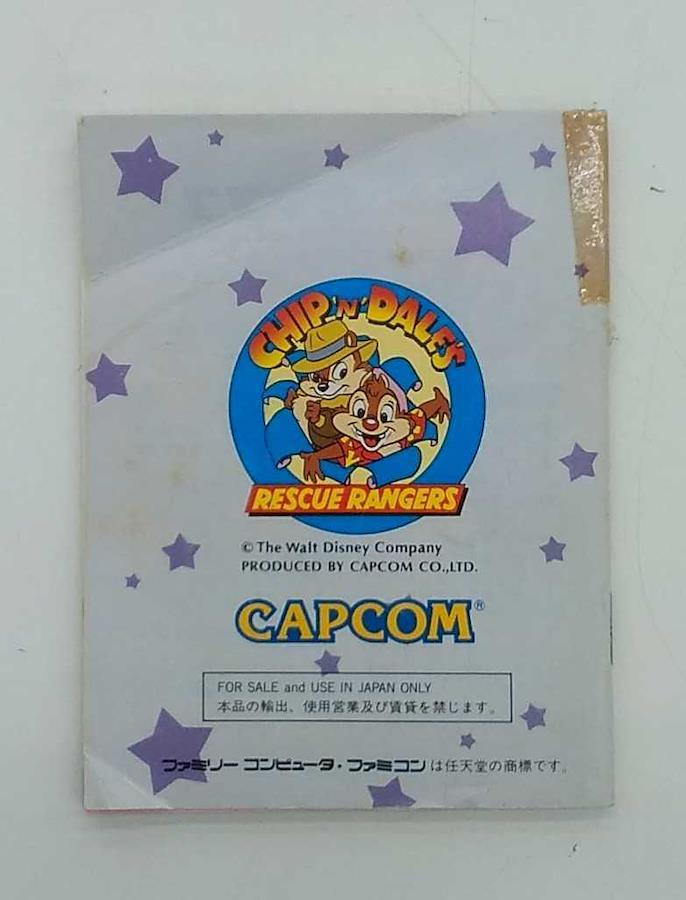 CHIP 'N' DALE'S
RESCUE RANGERS
© The Walt Disney Company
PRODUCED BY CAPCOM CO.,LTD.
CAPCOM®
FOR SALE and USE IN JAPAN ONLY
本品の輸出、使用営業及び賃貸を禁じます。
ファミリーコンピュータ・ファミコンは任天堂の商標です。